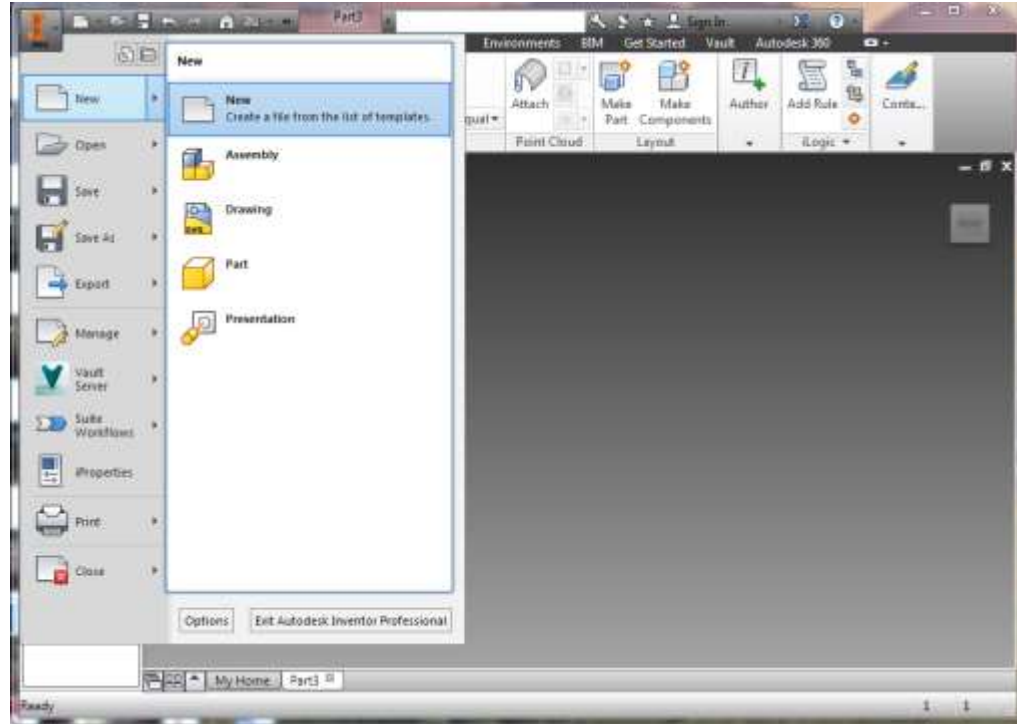 Part3
Sign In
Environments BIM Get Started Vault Autodesk 360
New
New
Create a file from the list of templates.
Assembly
Drawing
Part
Presentation
New
Open
Save
Save As
Export
Manage
Vault
Server
Suite
Workflows
iProperties
Print
Close
Options
Exit Autodesk Inventor Professional
Attach
Make
Part
Make
Components
Author
Add Rule
Conte...
Point Cloud
Layout
iLogic
My Home
Part3
Ready
1 1